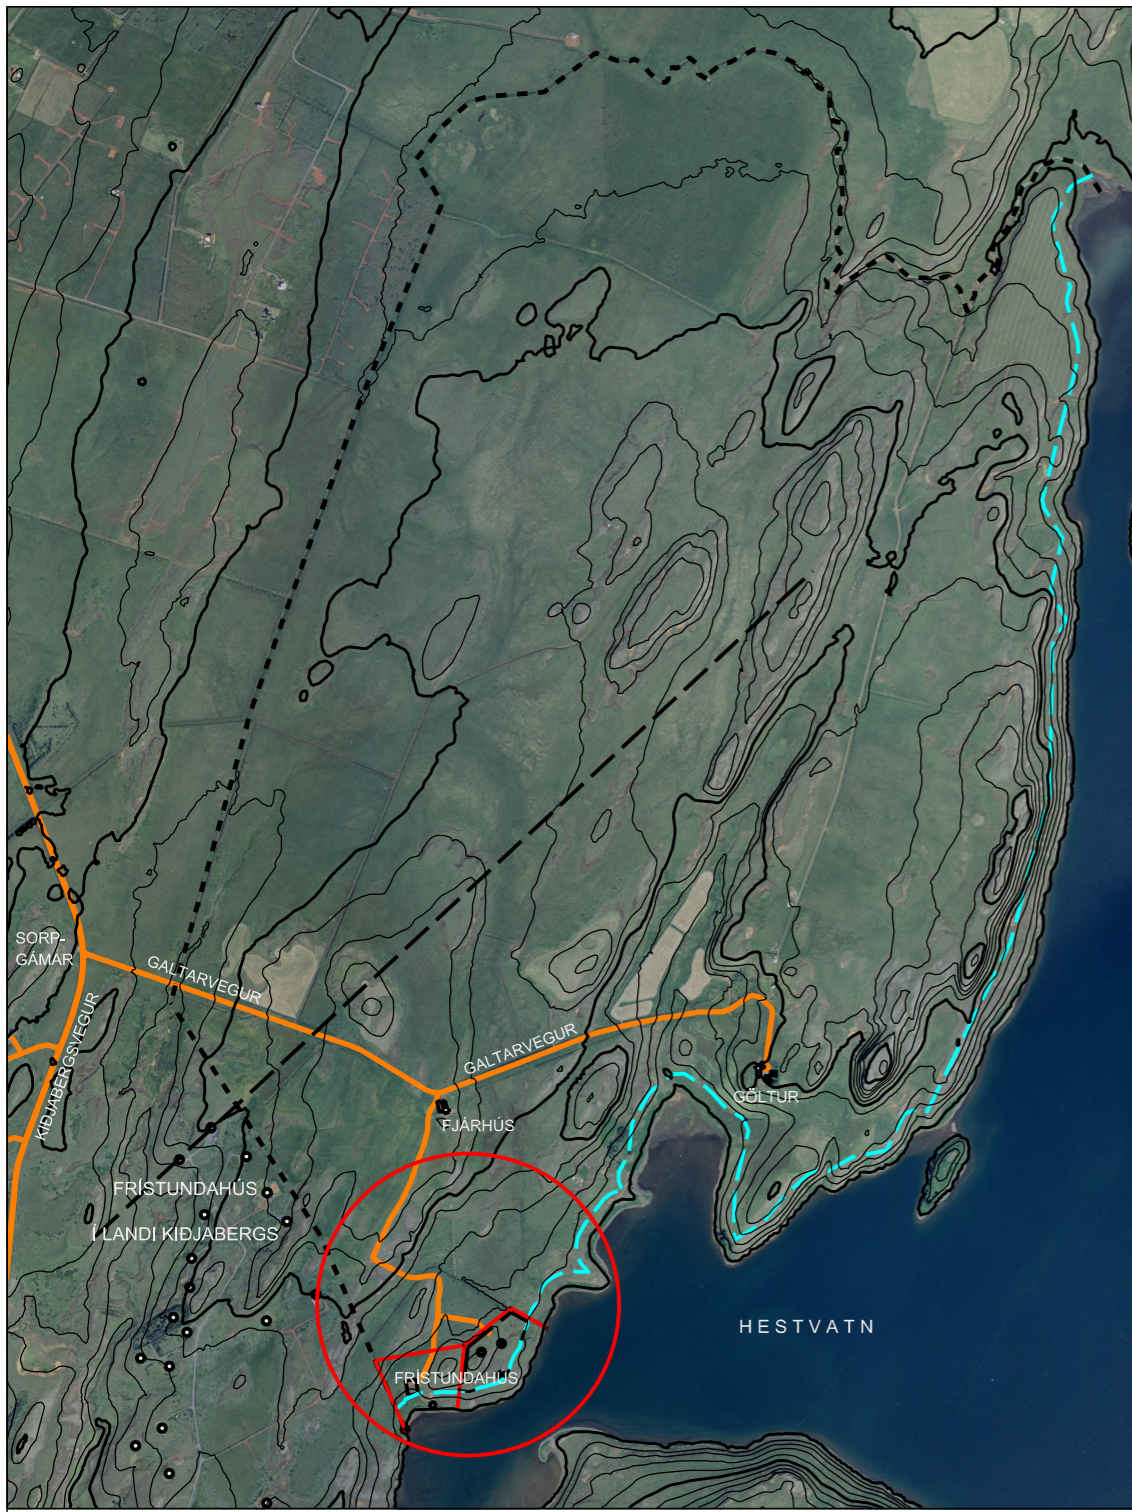 SORP-
GÁMAR
GALTARVEGUR
KIÐJABERGSVEGUR
GALTARVEGUR
GÖLTUR
FJÁRHÚS
FRÍSTUNDAHÚS
Í LANDI KIÐJABERGS
HESTVATN
FRÍSTUNDAHÚS